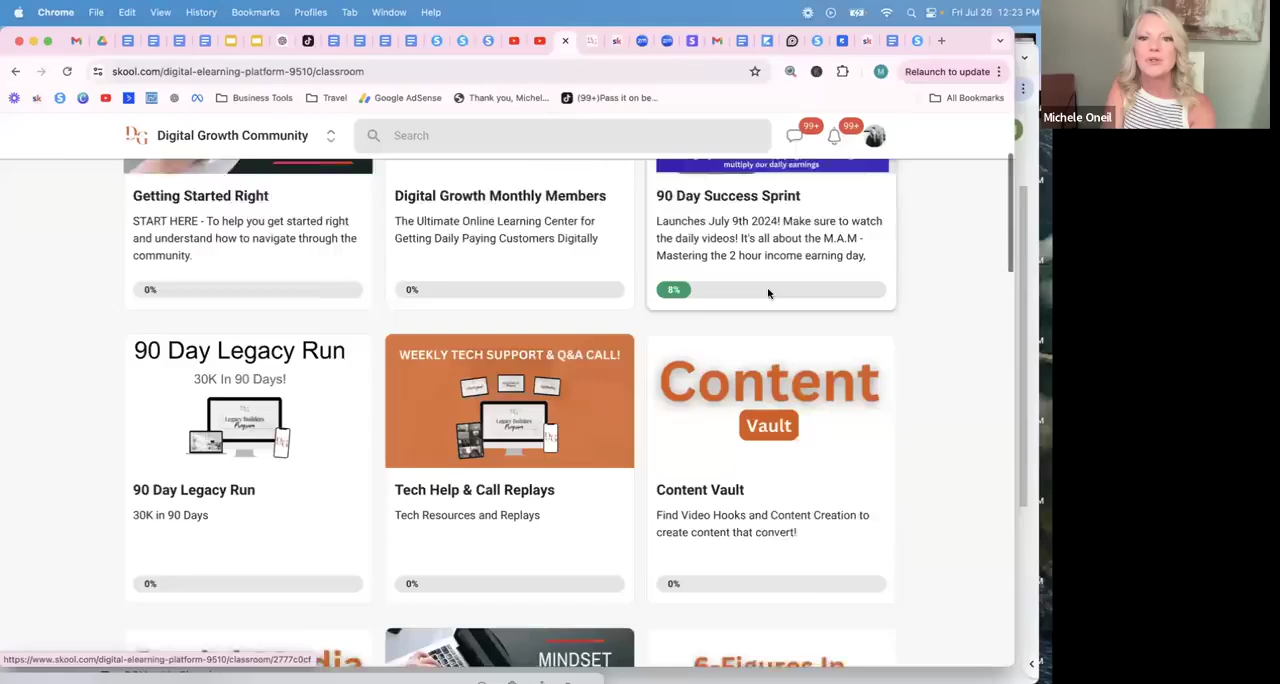 Chrome File Edit View History Bookmarks Profiles Tab Window Help Fri Jul 26 12:23 PM
skool.com/digital-elearning-platform-9510/classroom
Relaunch to update
Business Tools Travel Google AdSense Thank you, Michel... (99+)Pass it on be... All Bookmarks
Michele Oneil
DG Digital Growth Community Search 99+ 99+
multiply our daily earnings
Getting Started Right
START HERE - To help you get started right
and understand how to navigate through the
community.
0%
Digital Growth Monthly Members
The Ultimate Online Learning Center for
Getting Daily Paying Customers Digitally
0%
90 Day Success Sprint
Launches July 9th 2024! Make sure to watch
the daily videos! It's all about the M.A.M -
Mastering the 2 hour income earning day,
8%
90 Day Legacy Run
30K In 90 Days!
90 Day Legacy Run
30K in 90 Days
0%
WEEKLY TECH SUPPORT & Q&A CALL!
Legacy Builders
Program
Tech Help & Call Replays
Tech Resources and Replays
0%
Content
Vault
Content Vault
Find Video Hooks and Content Creation to
create content that convert!
0%
MINDSET
6-Figures In
https://www.skool.com/digital-elearning-platform-9510/classroom/2777c0cf